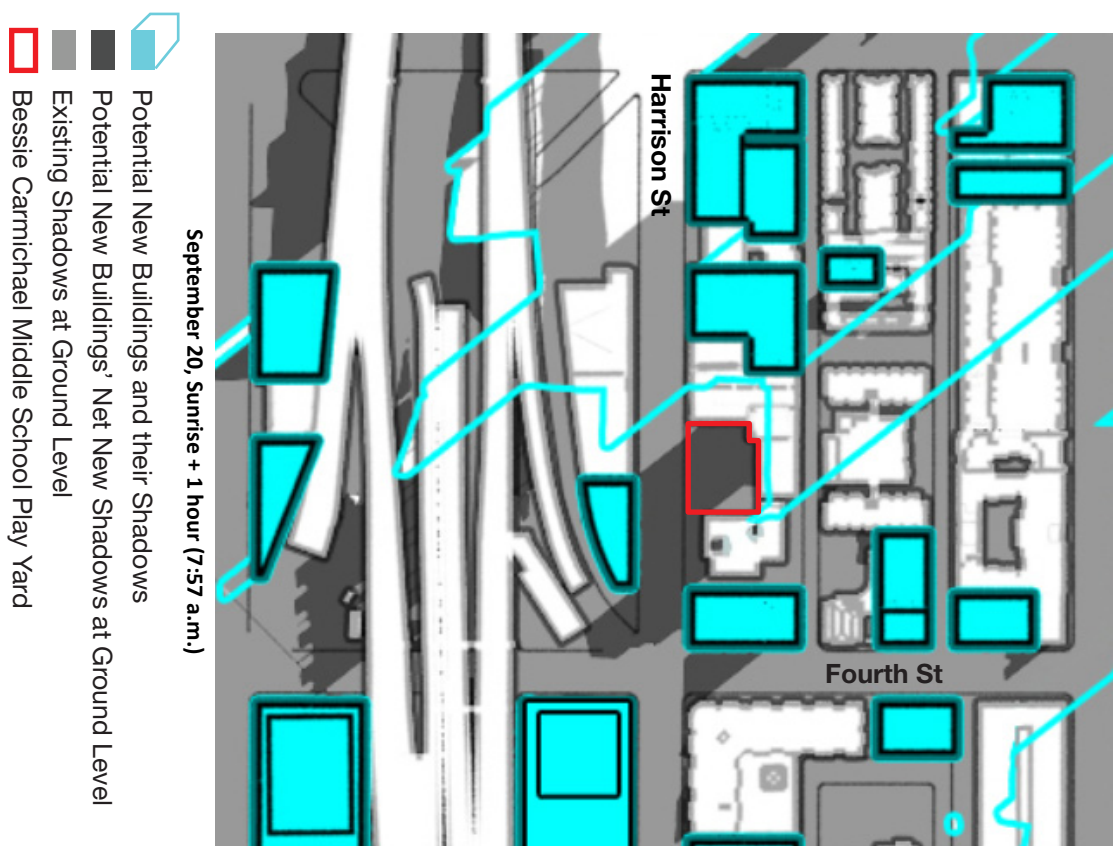 Harrison St
Fourth St
September 20, Sunrise + 1 hour (7:57 a.m.)
Potential New Buildings and their Shadows
Potential New Buildings’ Net New Shadows at Ground Level
Existing Shadows at Ground Level
Bessie Carmichael Middle School Play Yard